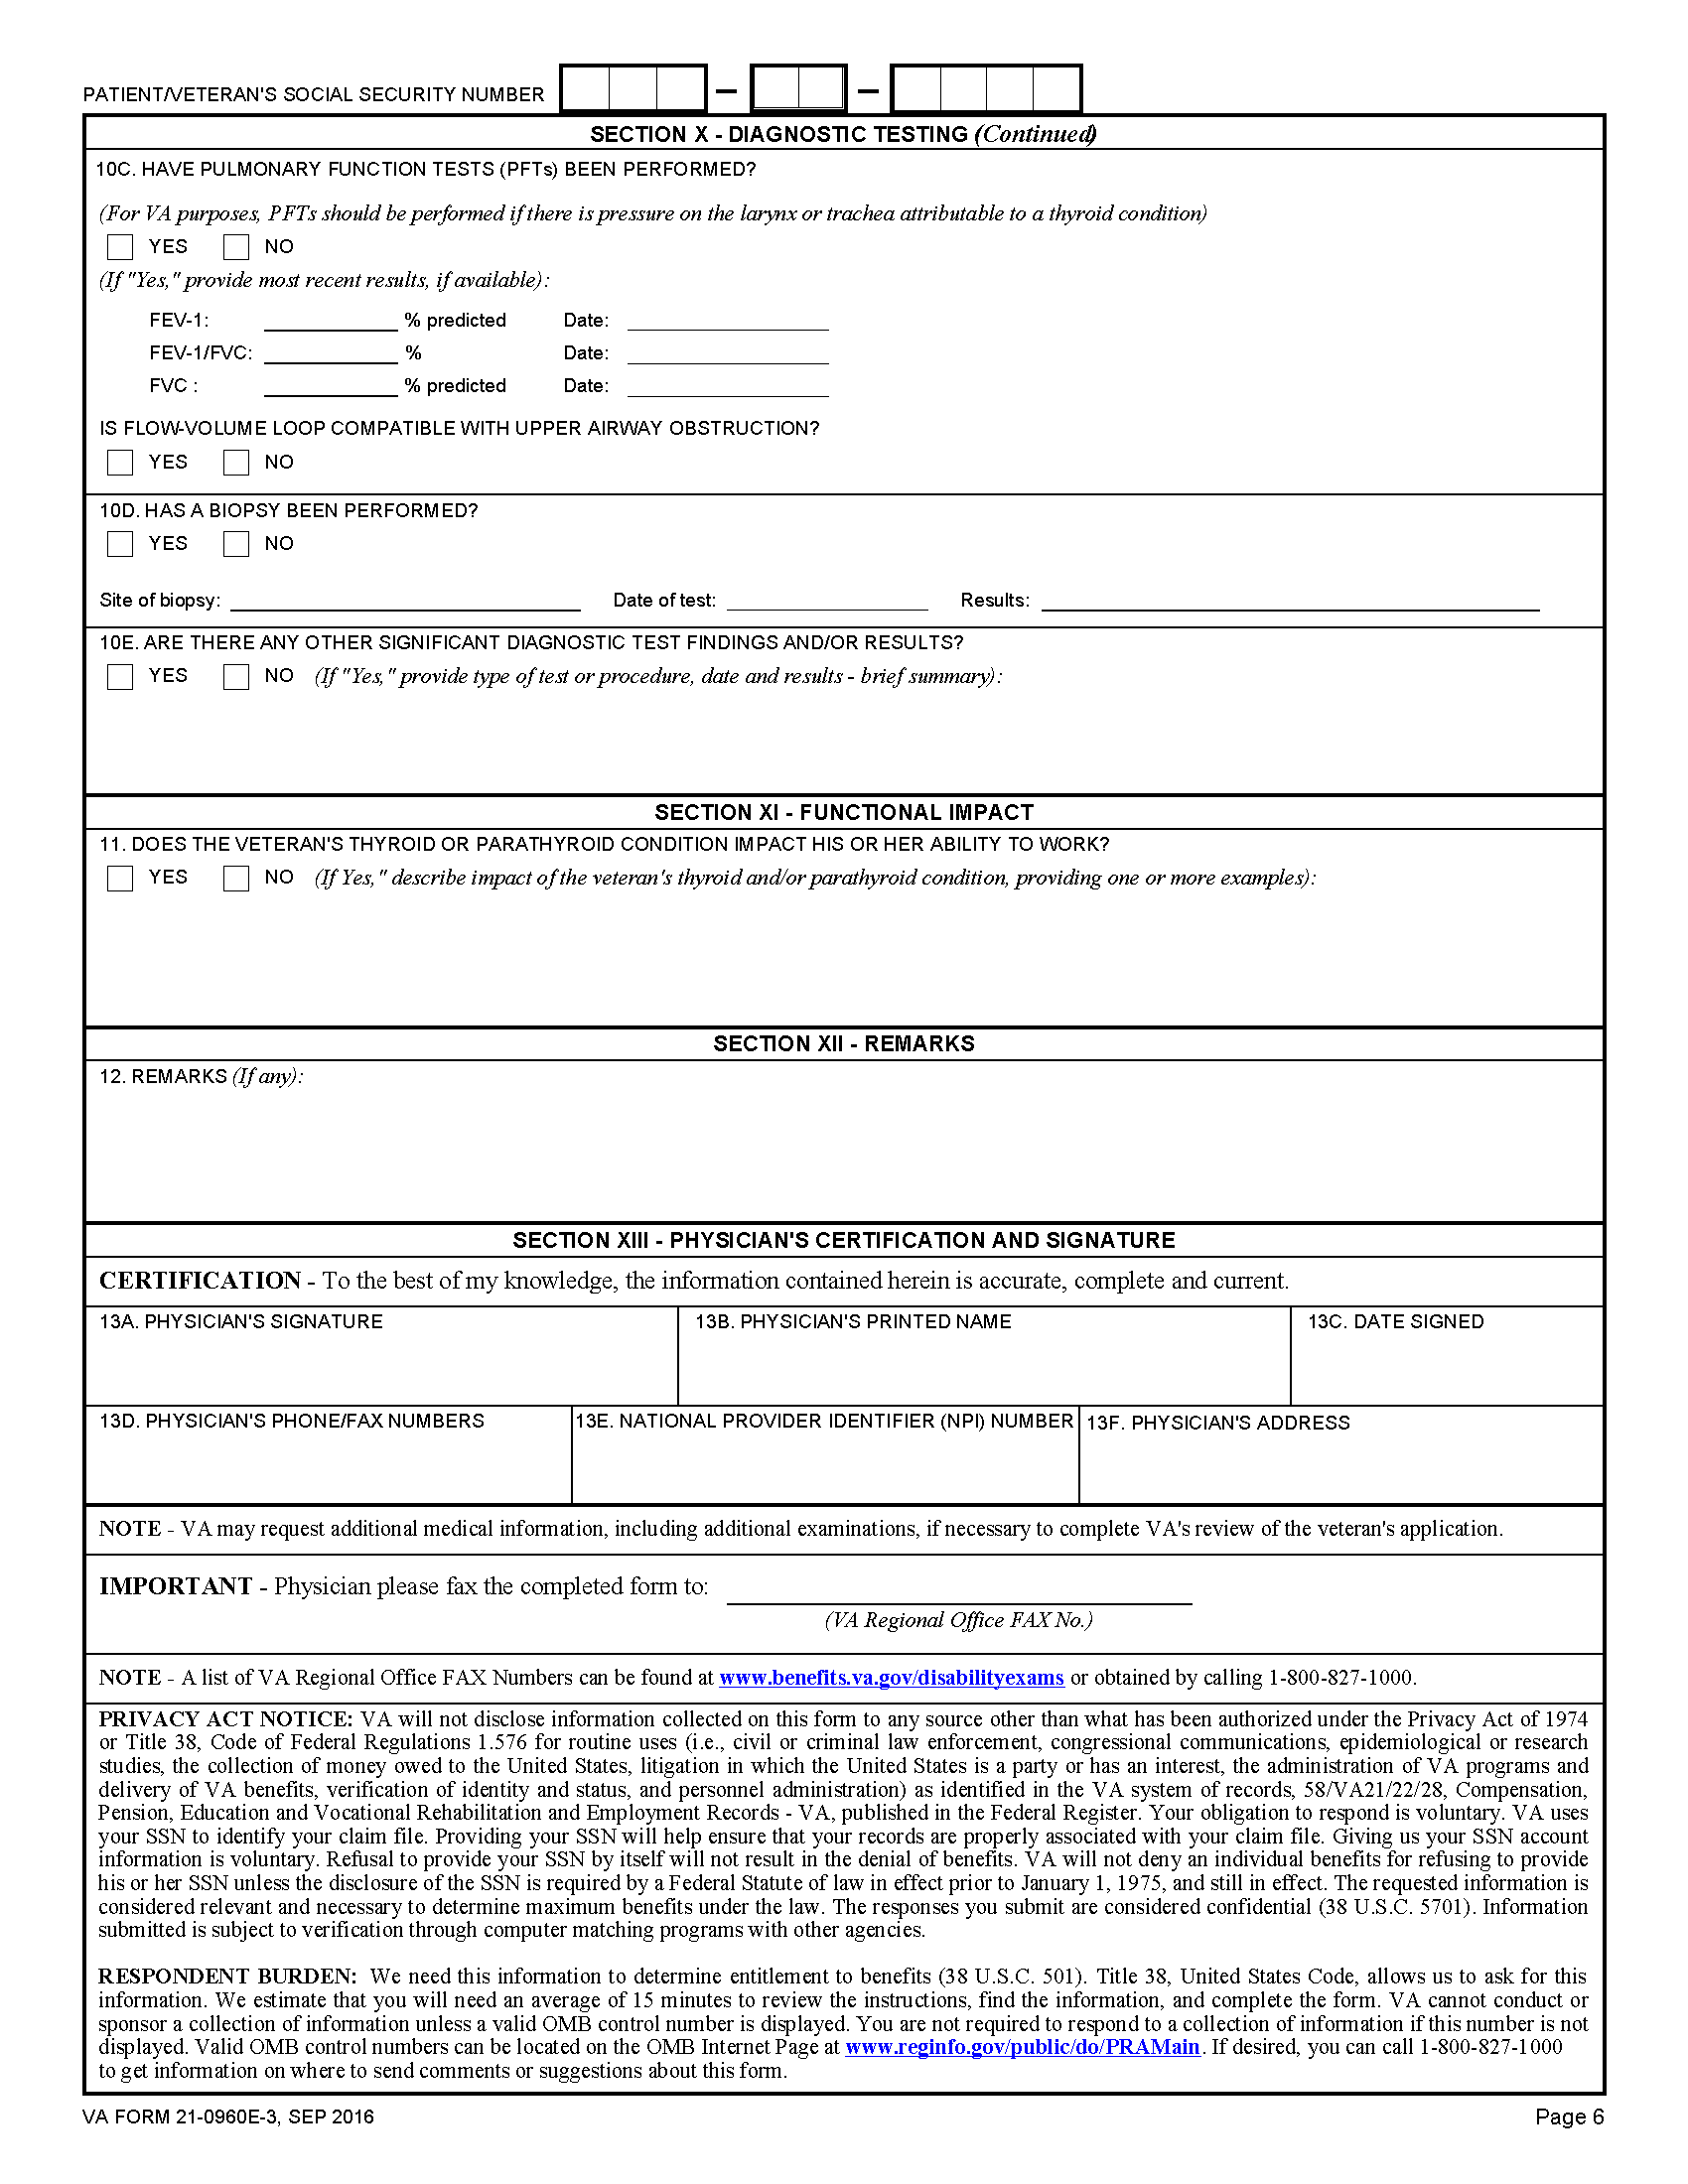 PATIENT/VETERAN'S SOCIAL SECURITY NUMBER – –
SECTION X - DIAGNOSTIC TESTING (Continued)
10C. HAVE PULMONARY FUNCTION TESTS (PFTs) BEEN PERFORMED?
(For VA purposes, PFTs should be performed if there is pressure on the larynx or trachea attributable to a thyroid condition)
YES NO
(If "Yes," provide most recent results, if available):
FEV-1: % predicted Date:
FEV-1/FVC: % Date:
FVC : % predicted Date:
IS FLOW-VOLUME LOOP COMPATIBLE WITH UPPER AIRWAY OBSTRUCTION?
YES NO
10D. HAS A BIOPSY BEEN PERFORMED?
YES NO
Site of biopsy: Date of test: Results:
10E. ARE THERE ANY OTHER SIGNIFICANT DIAGNOSTIC TEST FINDINGS AND/OR RESULTS?
YES NO (If "Yes," provide type of test or procedure, date and results - brief summary):
SECTION XI - FUNCTIONAL IMPACT
11. DOES THE VETERAN'S THYROID OR PARATHYROID CONDITION IMPACT HIS OR HER ABILITY TO WORK?
YES NO (If Yes," describe impact of the veteran's thyroid and/or parathyroid condition, providing one or more examples):
SECTION XII - REMARKS
12. REMARKS (If any):
SECTION XIII - PHYSICIAN'S CERTIFICATION AND SIGNATURE
CERTIFICATION - To the best of my knowledge, the information contained herein is accurate, complete and current.
13A. PHYSICIAN'S SIGNATURE 13B. PHYSICIAN'S PRINTED NAME 13C. DATE SIGNED
13D. PHYSICIAN'S PHONE/FAX NUMBERS 13E. NATIONAL PROVIDER IDENTIFIER (NPI) NUMBER 13F. PHYSICIAN'S ADDRESS
NOTE - VA may request additional medical information, including additional examinations, if necessary to complete VA's review of the veteran's application.
IMPORTANT - Physician please fax the completed form to:
(VA Regional Office FAX No.)
NOTE - A list of VA Regional Office FAX Numbers can be found at www.benefits.va.gov/disabilityexams or obtained by calling 1-800-827-1000.
PRIVACY ACT NOTICE: VA will not disclose information collected on this form to any source other than what has been authorized under the Privacy Act of 1974
or Title 38, Code of Federal Regulations 1.576 for routine uses (i.e., civil or criminal law enforcement, congressional communications, epidemiological or research
studies, the collection of money owed to the United States, litigation in which the United States is a party or has an interest, the administration of VA programs and
delivery of VA benefits, verification of identity and status, and personnel administration) as identified in the VA system of records, 58/VA21/22/28, Compensation,
Pension, Education and Vocational Rehabilitation and Employment Records - VA, published in the Federal Register. Your obligation to respond is voluntary. VA uses
your SSN to identify your claim file. Providing your SSN will help ensure that your records are properly associated with your claim file. Giving us your SSN account
information is voluntary. Refusal to provide your SSN by itself will not result in the denial of benefits. VA will not deny an individual benefits for refusing to provide
his or her SSN unless the disclosure of the SSN is required by a Federal Statute of law in effect prior to January 1, 1975, and still in effect. The requested information is
considered relevant and necessary to determine maximum benefits under the law. The responses you submit are considered confidential (38 U.S.C. 5701). Information
submitted is subject to verification through computer matching programs with other agencies.
RESPONDENT BURDEN: We need this information to determine entitlement to benefits (38 U.S.C. 501). Title 38, United States Code, allows us to ask for this
information. We estimate that you will need an average of 15 minutes to review the instructions, find the information, and complete the form. VA cannot conduct or
sponsor a collection of information unless a valid OMB control number is displayed. You are not required to respond to a collection of information if this number is not
displayed. Valid OMB control numbers can be located on the OMB Internet Page at www.reginfo.gov/public/do/PRAMain. If desired, you can call 1-800-827-1000
to get information on where to send comments or suggestions about this form.
VA FORM 21-0960E-3, SEP 2016 Page 6